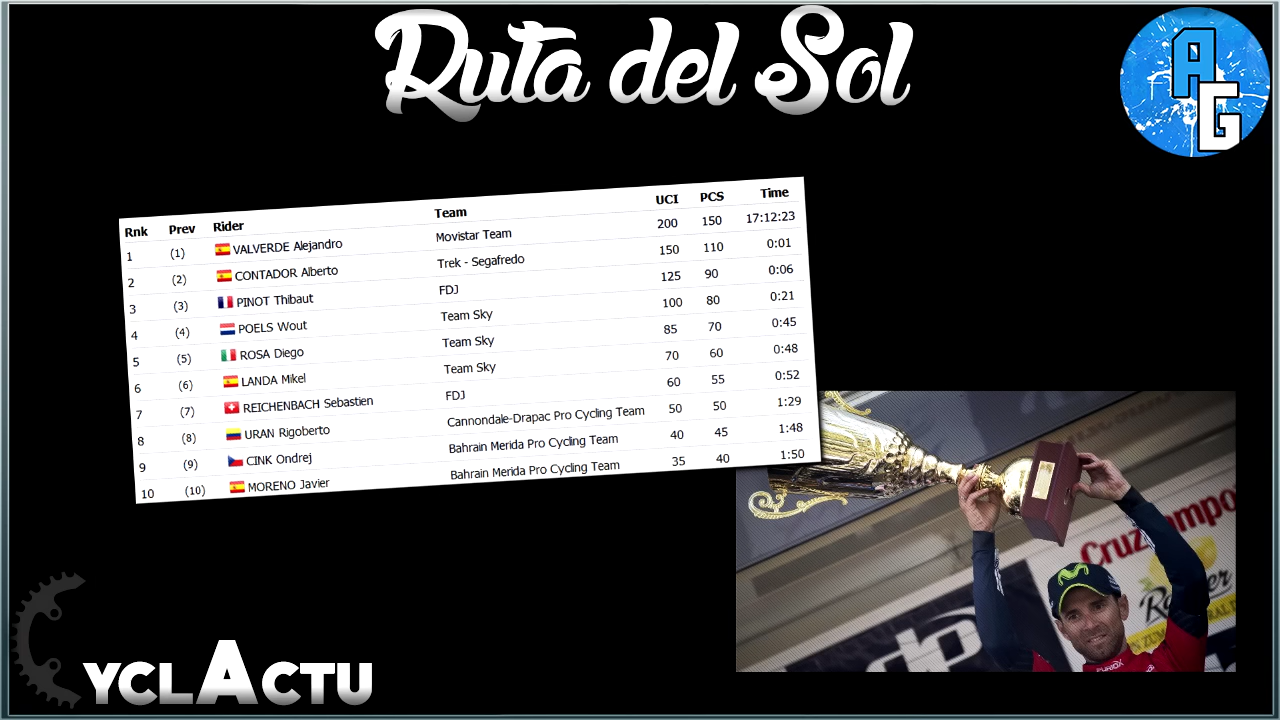 Ruta del Sol
AG
Rnk Prev Rider Team UCI PCS Time
1 (1) VALVERDE Alejandro Movistar Team 200 150 17:12:23
2 (2) CONTADOR Alberto Trek - Segafredo 150 110 0:01
3 (3) PINOT Thibaut FDJ 125 90 0:06
4 (4) POELS Wout Team Sky 100 80 0:21
5 (5) ROSA Diego Team Sky 85 70 0:45
6 (6) LANDA Mikel Team Sky 70 60 0:48
7 (7) REICHENBACH Sebastien FDJ 60 55 0:52
8 (8) URAN Rigoberto Cannondale-Drapac Pro Cycling Team 50 50 1:29
9 (9) CINK Ondrej Bahrain Merida Pro Cycling Team 40 45 1:48
10 (10) MORENO Javier Bahrain Merida Pro Cycling Team 35 40 1:50
CYCLACTU